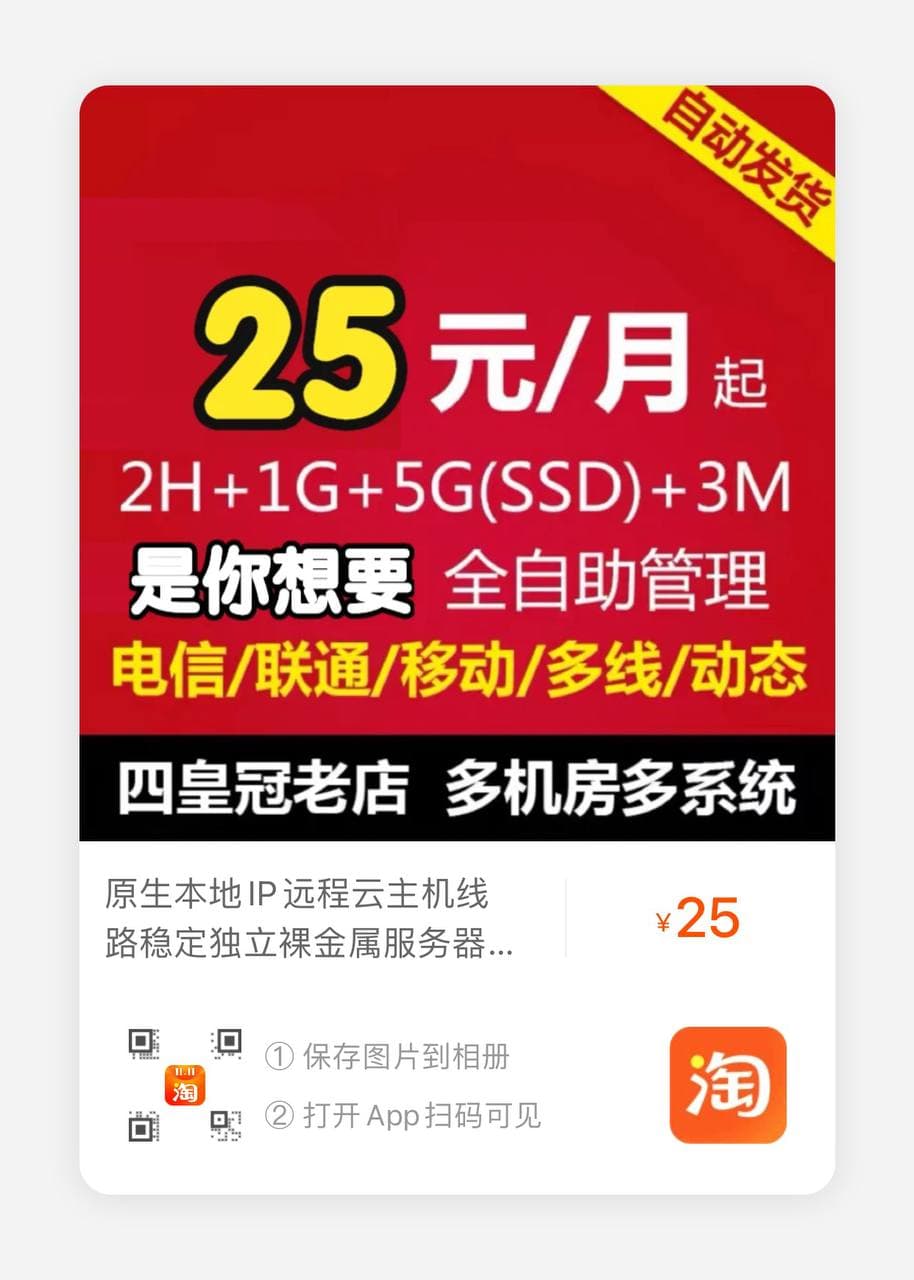 自动发货
25元/月起
2H+1G+5G(SSD)+3M
是你想要 全自助管理
电信/联通/移动/多线/动态
四皇冠老店 多机房多系统
原生本地IP远程云主机线
路稳定独立裸金属服务器...
¥25
11.11
淘
① 保存图片到相册
② 打开App扫码可见
淘